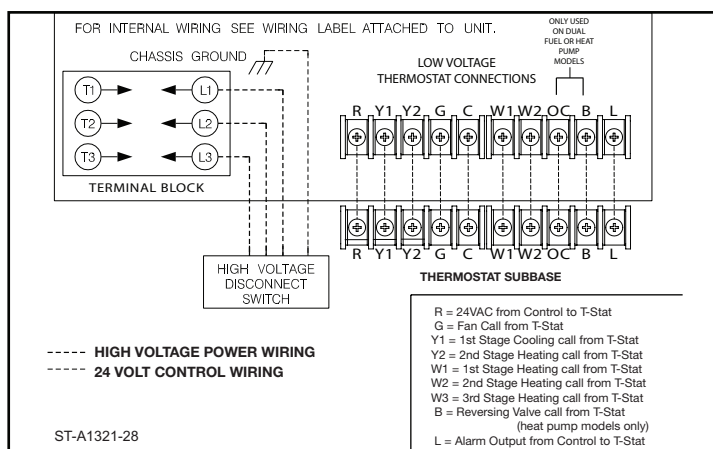 FOR INTERNAL WIRING SEE WIRING LABEL ATTACHED TO UNIT.
ONLY USED
ON DUAL
FUEL OR HEAT
PUMP
MODELS
CHASSIS GROUND
LOW VOLTAGE
THERMOSTAT CONNECTIONS
T1 L1
T2 L2
T3 L3
TERMINAL BLOCK
R Y1 Y2 G C W1 W2 OC B L
R Y1 Y2 G C W1 W2 OC B L
THERMOSTAT SUBBASE
HIGH VOLTAGE
DISCONNECT
SWITCH
R = 24VAC from Control to T-Stat
G = Fan Call from T-Stat
Y1 = 1st Stage Cooling call from T-Stat
Y2 = 2nd Stage Heating call from T-Stat
W1 = 1st Stage Heating call from T-Stat
W2 = 2nd Stage Heating call from T-Stat
W3 = 3rd Stage Heating call from T-Stat
B = Reversing Valve call from T-Stat
(heat pump models only)
L = Alarm Output from Control to T-Stat
---- HIGH VOLTAGE POWER WIRING
---- 24 VOLT CONTROL WIRING
ST-A1321-28